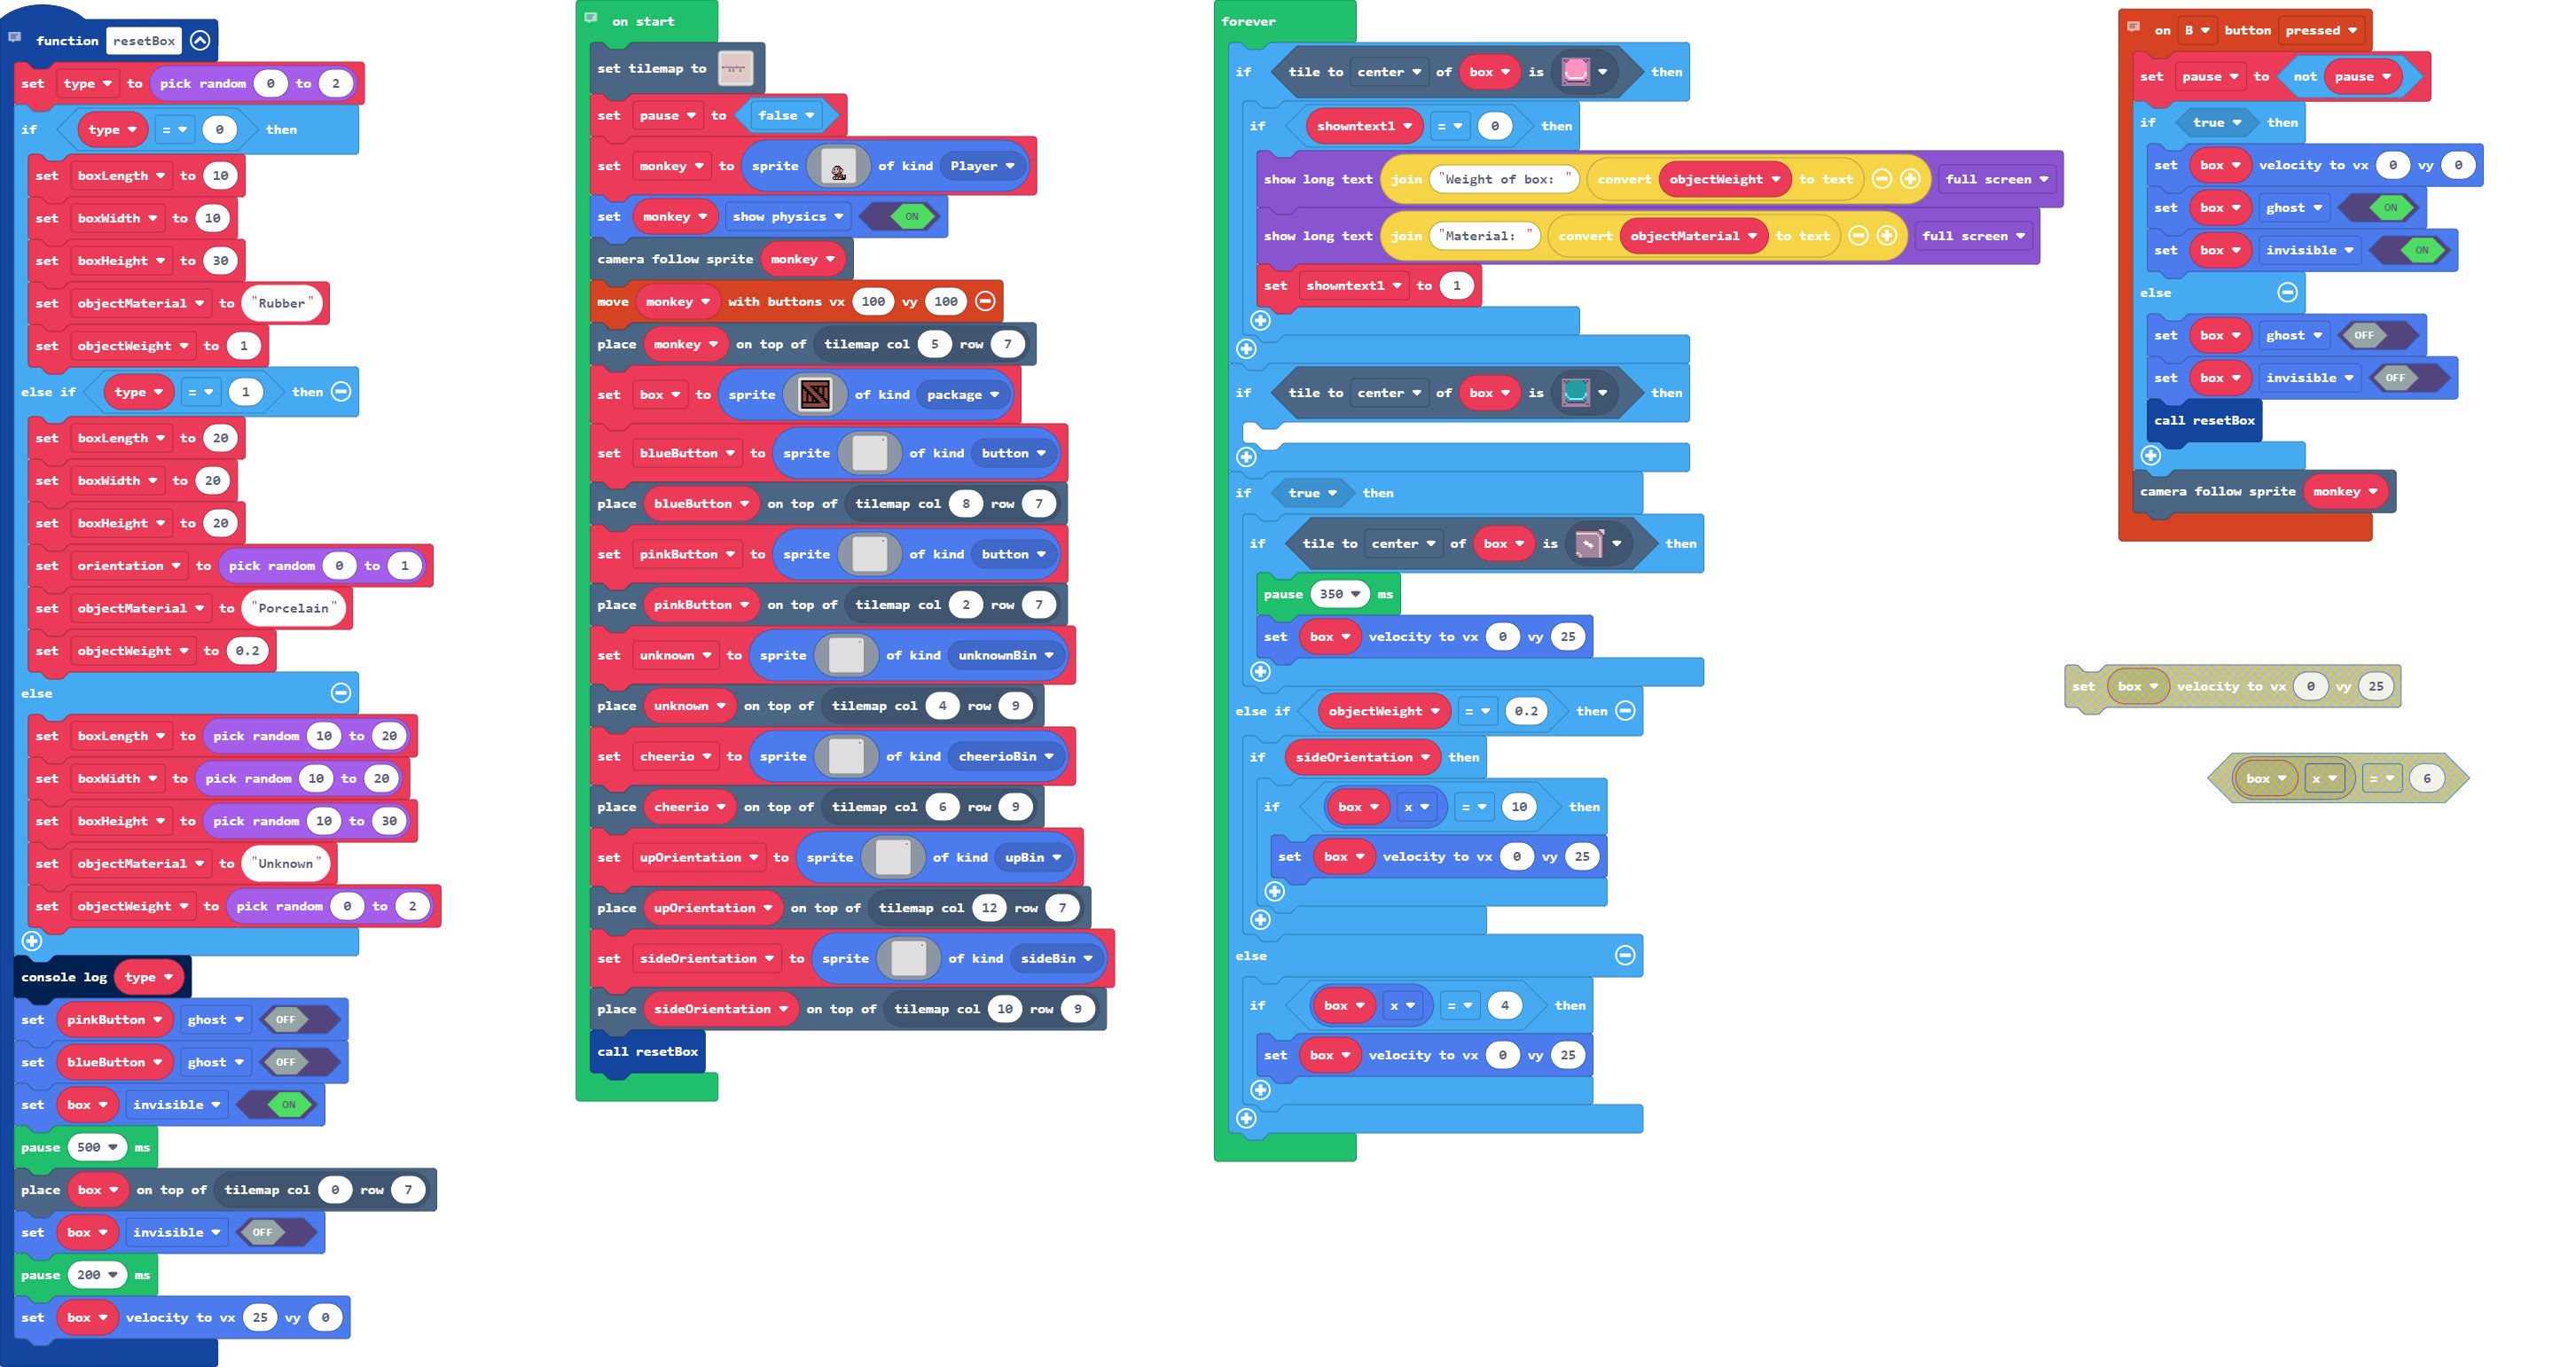 function resetBox
set type to pick random 0 to 2
if type = 0 then
set boxLength to 10
set boxWidth to 10
set boxHeight to 30
set objectMaterial to "Rubber"
set objectWeight to 1
else if type = 1 then
set boxLength to 20
set boxWidth to 20
set boxHeight to 20
set orientation to pick random 0 to 1
set objectMaterial to "Porcelain"
set objectWeight to 0.2
else
set boxLength to pick random 10 to 20
set boxWidth to pick random 10 to 20
set boxHeight to pick random 10 to 30
set objectMaterial to "Unknown"
set objectWeight to pick random 0 to 2
console log type
set pinkButton ghost OFF
set blueButton ghost OFF
set box invisible ON
pause 500 ms
place box on top of tilemap col 0 row 7
set box invisible OFF
pause 200 ms
set box velocity to vx 25 vy 0
on start
set tilemap to
set pause to false
set monkey to sprite of kind Player
set monkey show physics ON
camera follow sprite monkey
move monkey with buttons vx 100 vy 100
place monkey on top of tilemap col 5 row 7
set box to sprite of kind package
set blueButton to sprite of kind button
place blueButton on top of tilemap col 8 row 7
set pinkButton to sprite of kind button
place pinkButton on top of tilemap col 2 row 7
set unknown to sprite of kind unknownBin
place unknown on top of tilemap col 4 row 9
set cheerio to sprite of kind cheerioBin
place cheerio on top of tilemap col 6 row 9
set upOrientation to sprite of kind upBin
place upOrientation on top of tilemap col 12 row 7
set sideOrientation to sprite of kind sideBin
place sideOrientation on top of tilemap col 10 row 9
call resetBox
forever
if tile to center of box is then
if showntext1 = 0 then
show long text join "Weight of box: " convert objectWeight to text full screen
show long text join "Material: " convert objectMaterial to text full screen
set showntext1 to 1
if tile to center of box is then
if true then
if tile to center of box is then
pause 350 ms
set box velocity to vx 0 vy 25
else if objectWeight = 0.2 then
if sideOrientation then
if box x = 10 then
set box velocity to vx 0 vy 25
else
if box x = 4 then
set box velocity to vx 0 vy 25
on B button pressed
set pause to not pause
if true then
set box velocity to vx 0 vy 0
set box ghost ON
set box invisible ON
else
set box ghost OFF
set box invisible OFF
call resetBox
camera follow sprite monkey
set box velocity to vx 0 vy 25
box x = 6